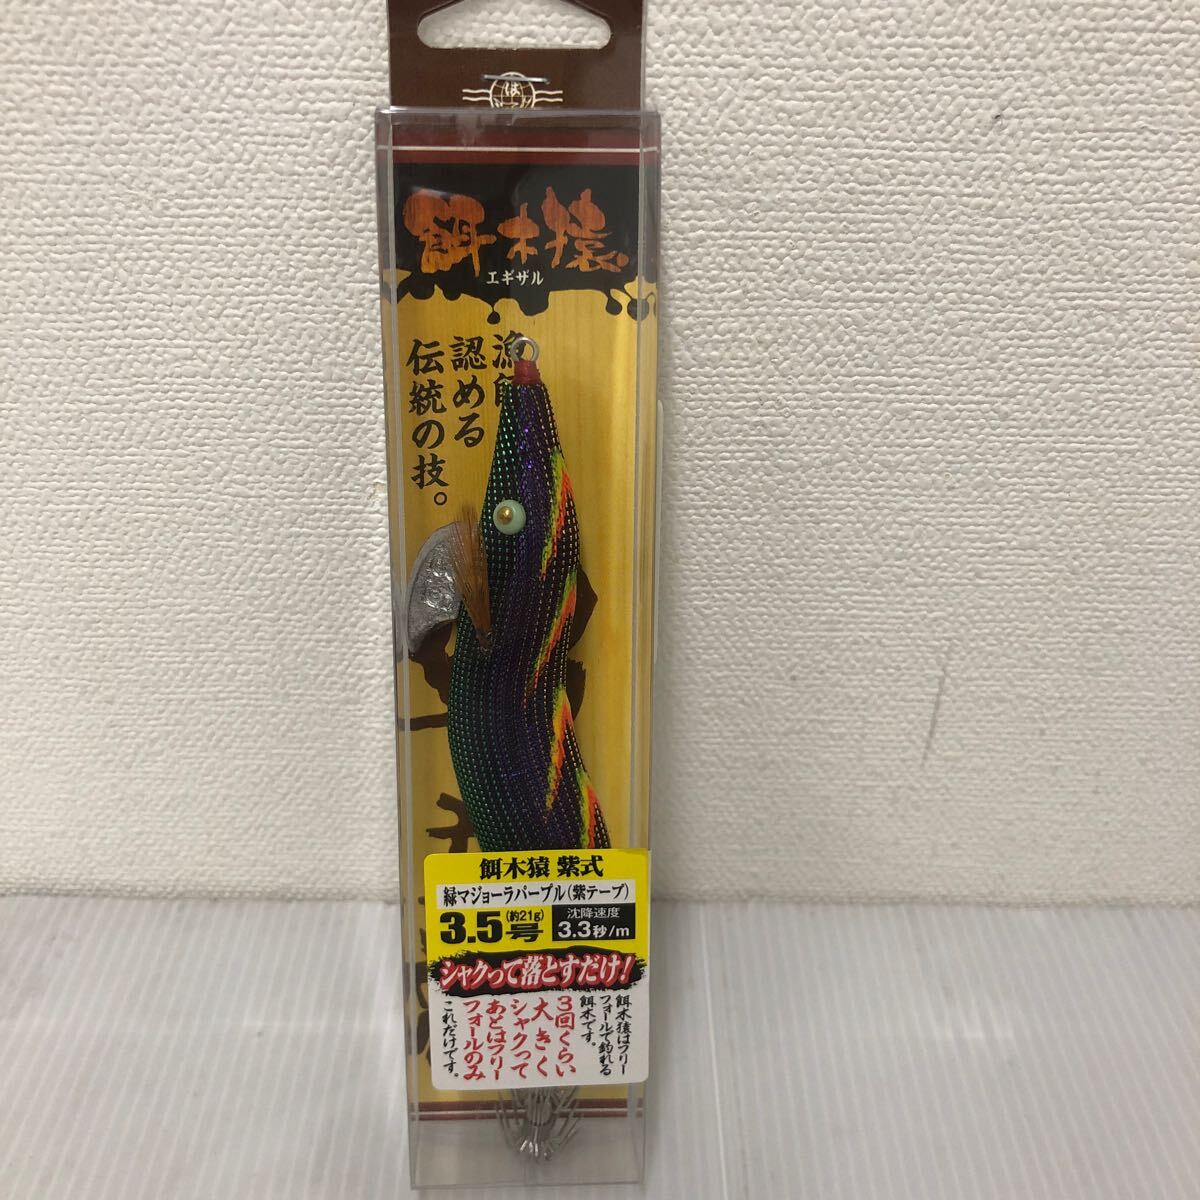 餌木猿
エギザル
漁師
認める
伝統の技。
餌木猿 紫式
緑マジョーラパープル(紫テープ)
3.5号(約21g)
沈降速度
3.3秒/m
シャクって落とすだけ!
餌木猿はフリー
フォールで釣れる
餌木です。
3回くらい
大きく
シャクって
あとはフリー
フォールのみ
これだけです。